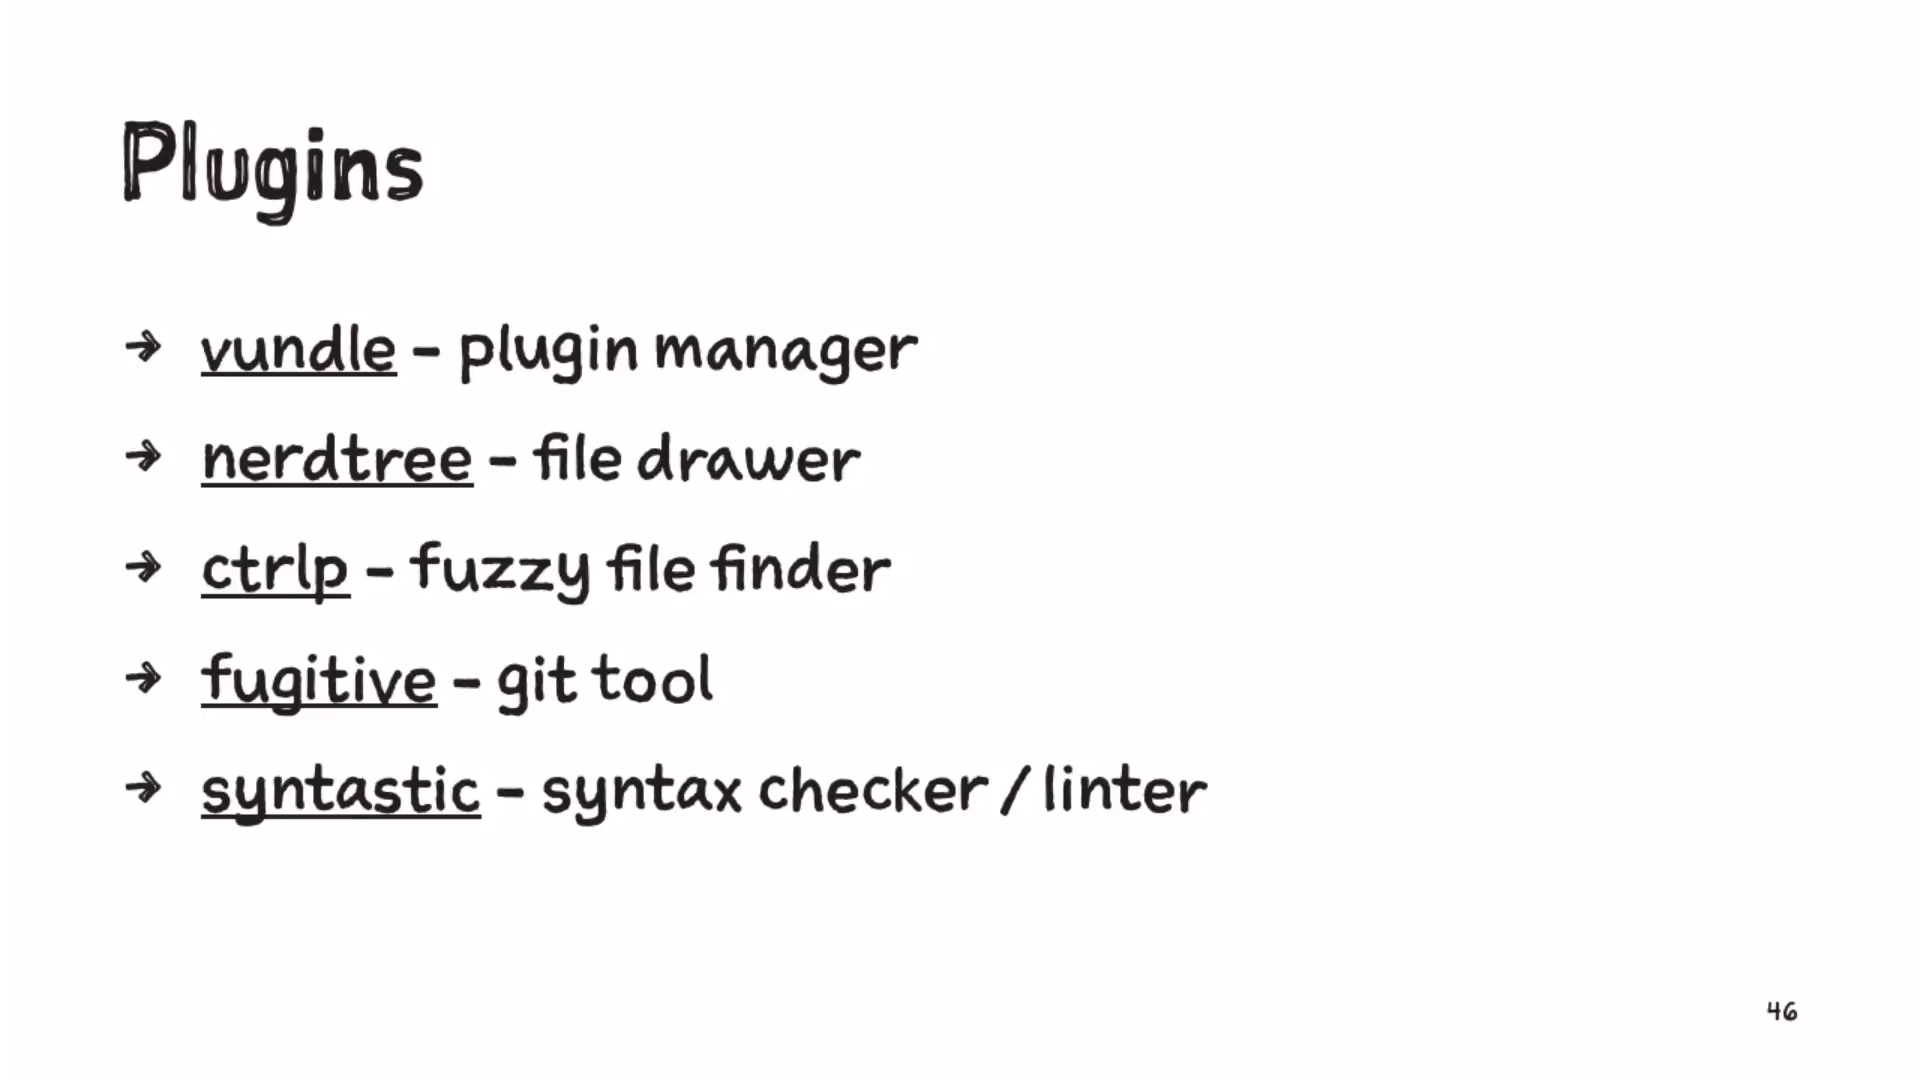 Plugins
→ vundle – plugin manager
→ nerdtree – file drawer
→ ctrlp – fuzzy file finder
→ fugitive – git tool
→ syntastic – syntax checker / linter
46